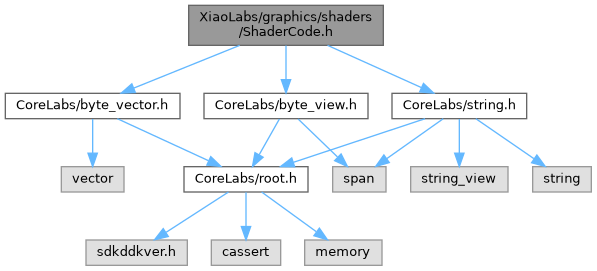 XiaoLabs/graphics/shaders
/ShaderCode.h
CoreLabs/byte_vector.h
CoreLabs/byte_view.h
CoreLabs/string.h
vector
CoreLabs/root.h
span
string_view
string
sdkddkver.h
cassert
memory